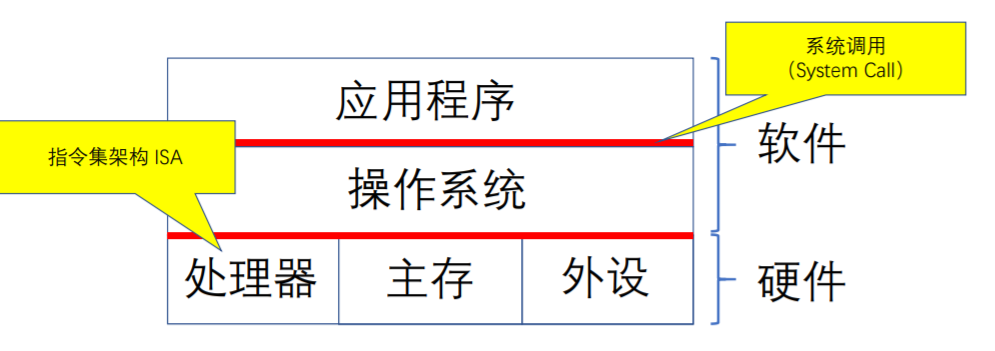 系统调用
（System Call）
应用程序
软件
指令集架构 ISA
操作系统
处理器
主存
外设
硬件